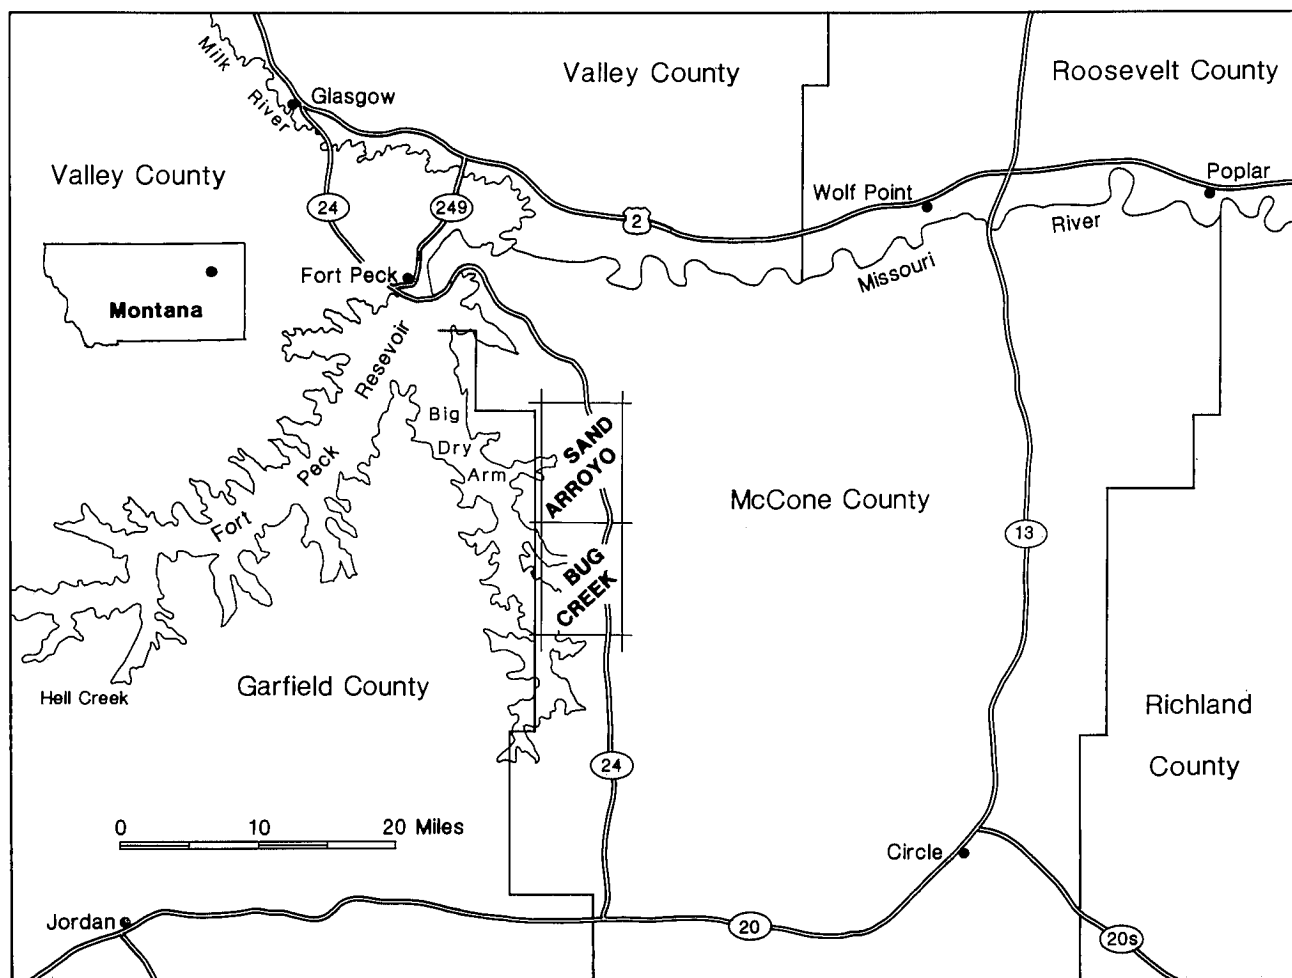 Milk
River
Glasgow
Valley County
Roosevelt County
Valley County
24
249
2
Wolf Point
Poplar
River
Missouri
Fort Peck
Montana
Resevoir
Peck
Fort
Big
Dry
Arm
SAND
ARROYO
BUG
CREEK
McCone County
13
Hell Creek
Garfield County
Richland
County
24
0 10 20 Miles
Circle
Jordan
20
20s